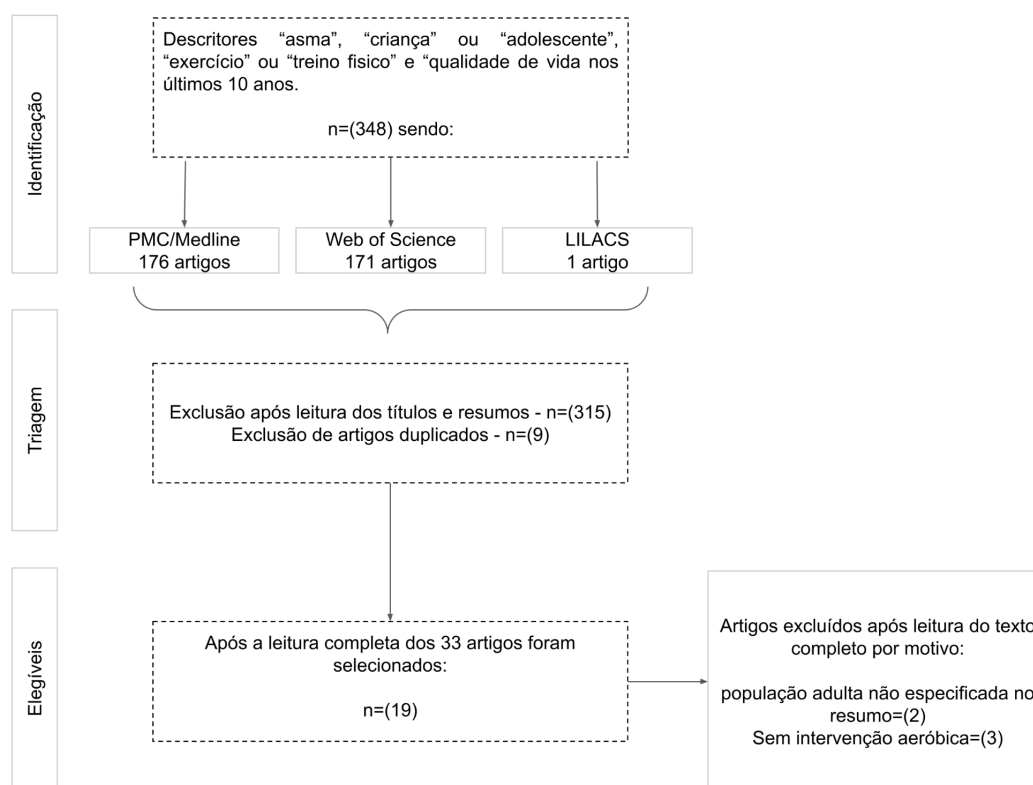 Identificação
Descritores “asma”, “criança” ou “adolescente”,
“exercício” ou “treino fisico” e “qualidade de vida nos
últimos 10 anos.
n=(348) sendo:
PMC/Medline
176 artigos
Web of Science
171 artigos
LILACS
1 artigo
Triagem
Exclusão após leitura dos títulos e resumos - n=(315)
Exclusão de artigos duplicados - n=(9)
Elegíveis
Após a leitura completa dos 33 artigos foram
selecionados:
n=(19)
Artigos excluídos após leitura do texto
completo por motivo:
população adulta não especificada no
resumo=(2)
Sem intervenção aeróbica=(3)